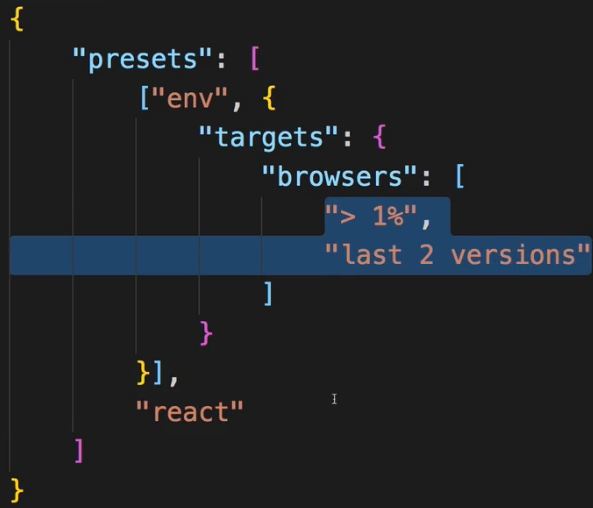 {
    "presets": [
        ["env", {
            "targets": {
                "browsers": [
                    "> 1%",
                    "last 2 versions"
                ]
            }
        }],
        "react"
    ]
}